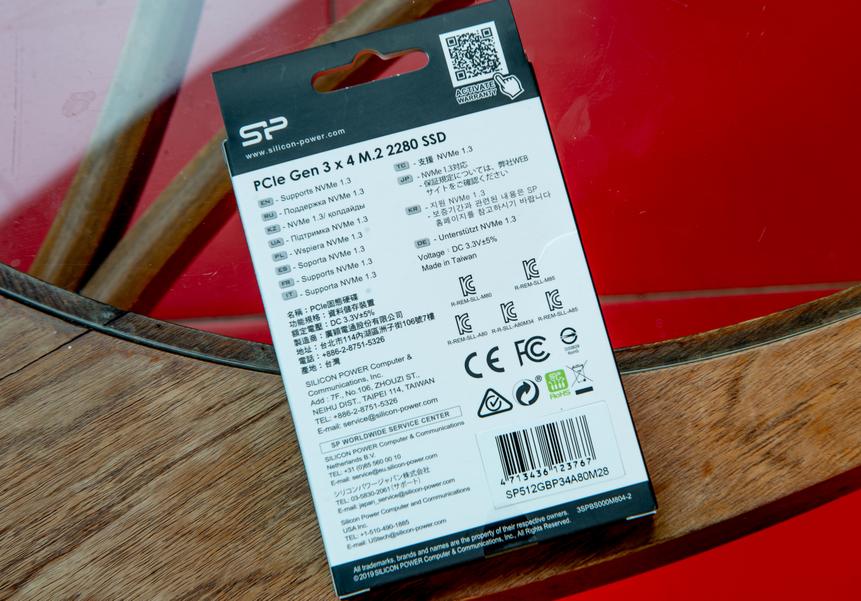 ACTIVATE
WARRANTY
SP
www.silicon-power.com
PCIe Gen 3 x 4 M.2 2280 SSD
EN - Supports NVMe 1.3
RU - Поддержка NVMe 1.3
KZ - NVMe 1.3/ қолдайды
UA - Підтримка NVMe 1.3
PL - Wspiera NVMe 1.3
ES - Soporta NVMe 1.3
FR - Supports NVMe 1.3
IT - Supporta NVMe 1.3
TC - 支援 NVMe 1.3
JP - NVMe 1.3対応
- 保証規定については、弊社WEB
サイトをご確認ください
KR - 지원 NVMe 1.3
- 보증기간과 관련된 내용은 SP
홈페이지를 참고하시기 바랍니다
DE - Unterstützt NVMe 1.3
Voltage : DC 3.3V±5%
Made in Taiwan
名稱：PCIe固態硬碟
功能規格：資料儲存裝置
額定電壓：DC 3.3V±5%
製造商：廣穎電通股份有限公司
地址：台北市114內湖區洲子街106號7樓
電話：+886-2-8751-5326
產地：台灣
SILICON POWER Computer &
Communications, Inc.
Add : 7F., No.106, ZHOUZI ST.,
NEIHU DIST., TAIPEI 114, TAIWAN
TEL: +886-2-8751-5326
E-mail: service@silicon-power.com
SP WORLDWIDE SERVICE CENTER
SILICON POWER Computer & Communications
Netherlands B.V.
TEL: +31 (0)85 560 00 10
E-mail: service@eu.silicon-power.com
シリコンパワージャパン株式会社
TEL: 03-5830-2061 (サポート)
E-mail: japan_service@silicon-power.com
Silicon Power Computer and Communications
USA Inc.
TEL: +1-510-490-1885
E-mail: UStech@silicon-power.com
R-REM-SLL-M80
R-REM-SLL-M85
R-REM-SLL-A80
R-R-SLL-A80M34
R-REM-SLL-A85
CE
FC
RoHS
SP
RoHS
4 713436 123767
SP512GBP34A80M28
All trademarks, brands and names are the property of their respective owners.
©2019 SILICON POWER Computer & Communications, Inc. All rights reserved.
3SPBS000M804-2